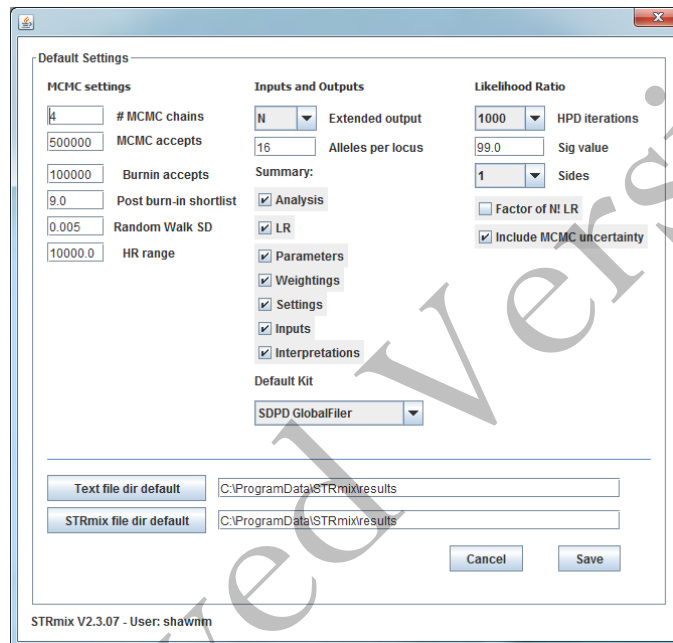 Default Settings
MCMC settings
4 # MCMC chains
500000 MCMC accepts
100000 Burnin accepts
9.0 Post burn-in shortlist
0.005 Random Walk SD
10000.0 HR range
Inputs and Outputs
N Extended output
16 Alleles per locus
Summary:
Analysis
LR
Parameters
Weightings
Settings
Inputs
Interpretations
Default Kit
SDPD GlobalFiler
Likelihood Ratio
1000 HPD iterations
99.0 Sig value
1 Sides
Factor of N! LR
Include MCMC uncertainty
Text file dir default C:\ProgramData\STRmix\results
STRmix file dir default C:\ProgramData\STRmix\results
Cancel Save
STRmix V2.3.07 - User: shawnm
ved Versi